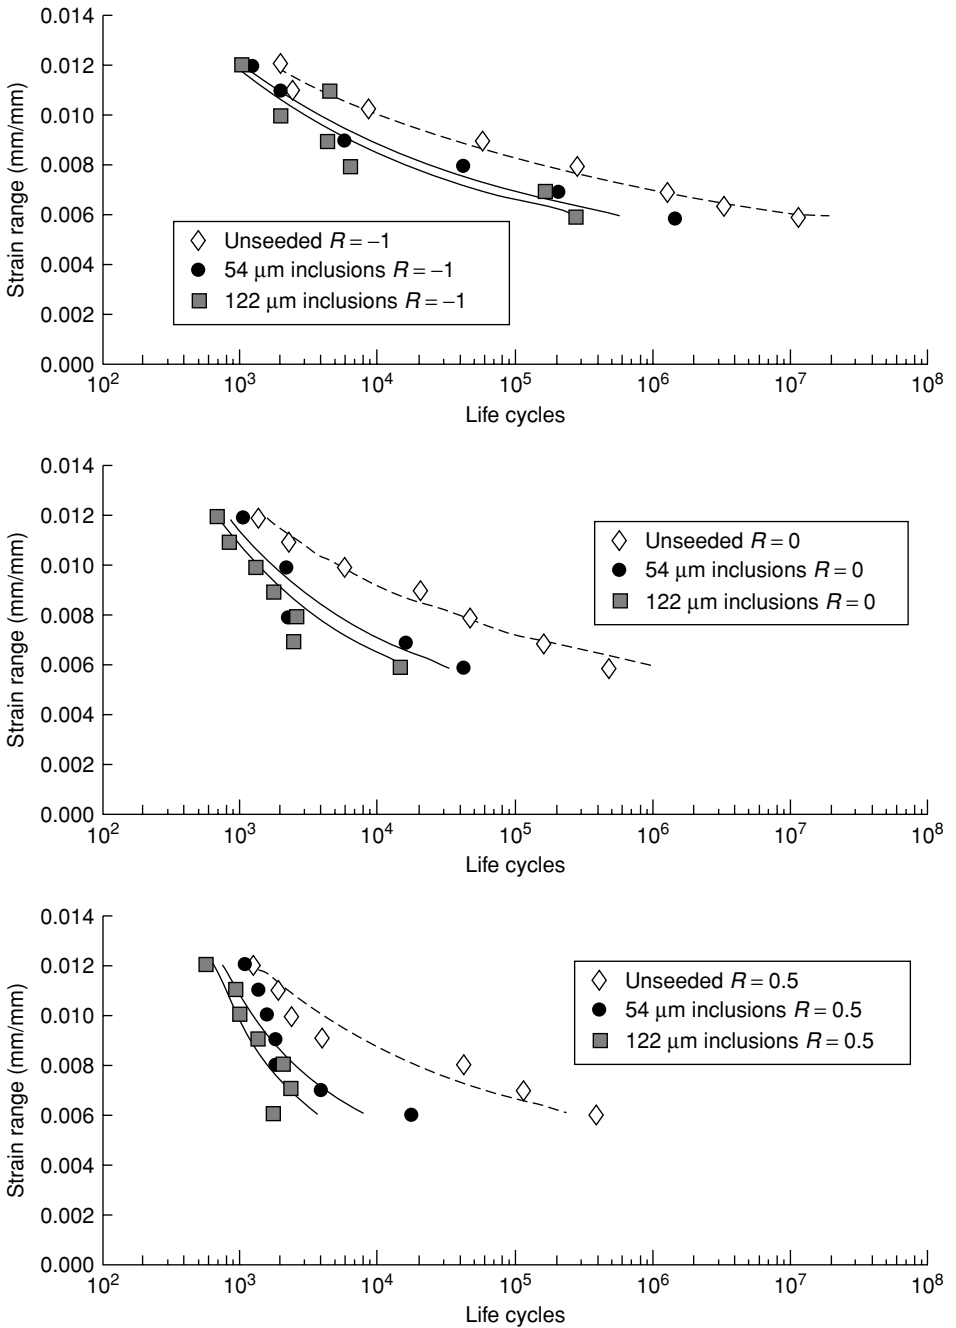 0.014
0.012
0.010
0.008
0.006
0.004
0.002
0.000
Strain range (mm/mm)
Unseeded R = −1
54 μm inclusions R = −1
122 μm inclusions R = −1
10² 10³ 10⁴ 10⁵ 10⁶ 10⁷ 10⁸
Life cycles
0.014
0.012
0.010
0.008
0.006
0.004
0.002
0.000
Strain range (mm/mm)
Unseeded R = 0
54 μm inclusions R = 0
122 μm inclusions R = 0
10² 10³ 10⁴ 10⁵ 10⁶ 10⁷ 10⁸
Life cycles
0.014
0.012
0.010
0.008
0.006
0.004
0.002
0.000
Strain range (mm/mm)
Unseeded R = 0.5
54 μm inclusions R = 0.5
122 μm inclusions R = 0.5
10² 10³ 10⁴ 10⁵ 10⁶ 10⁷ 10⁸
Life cycles